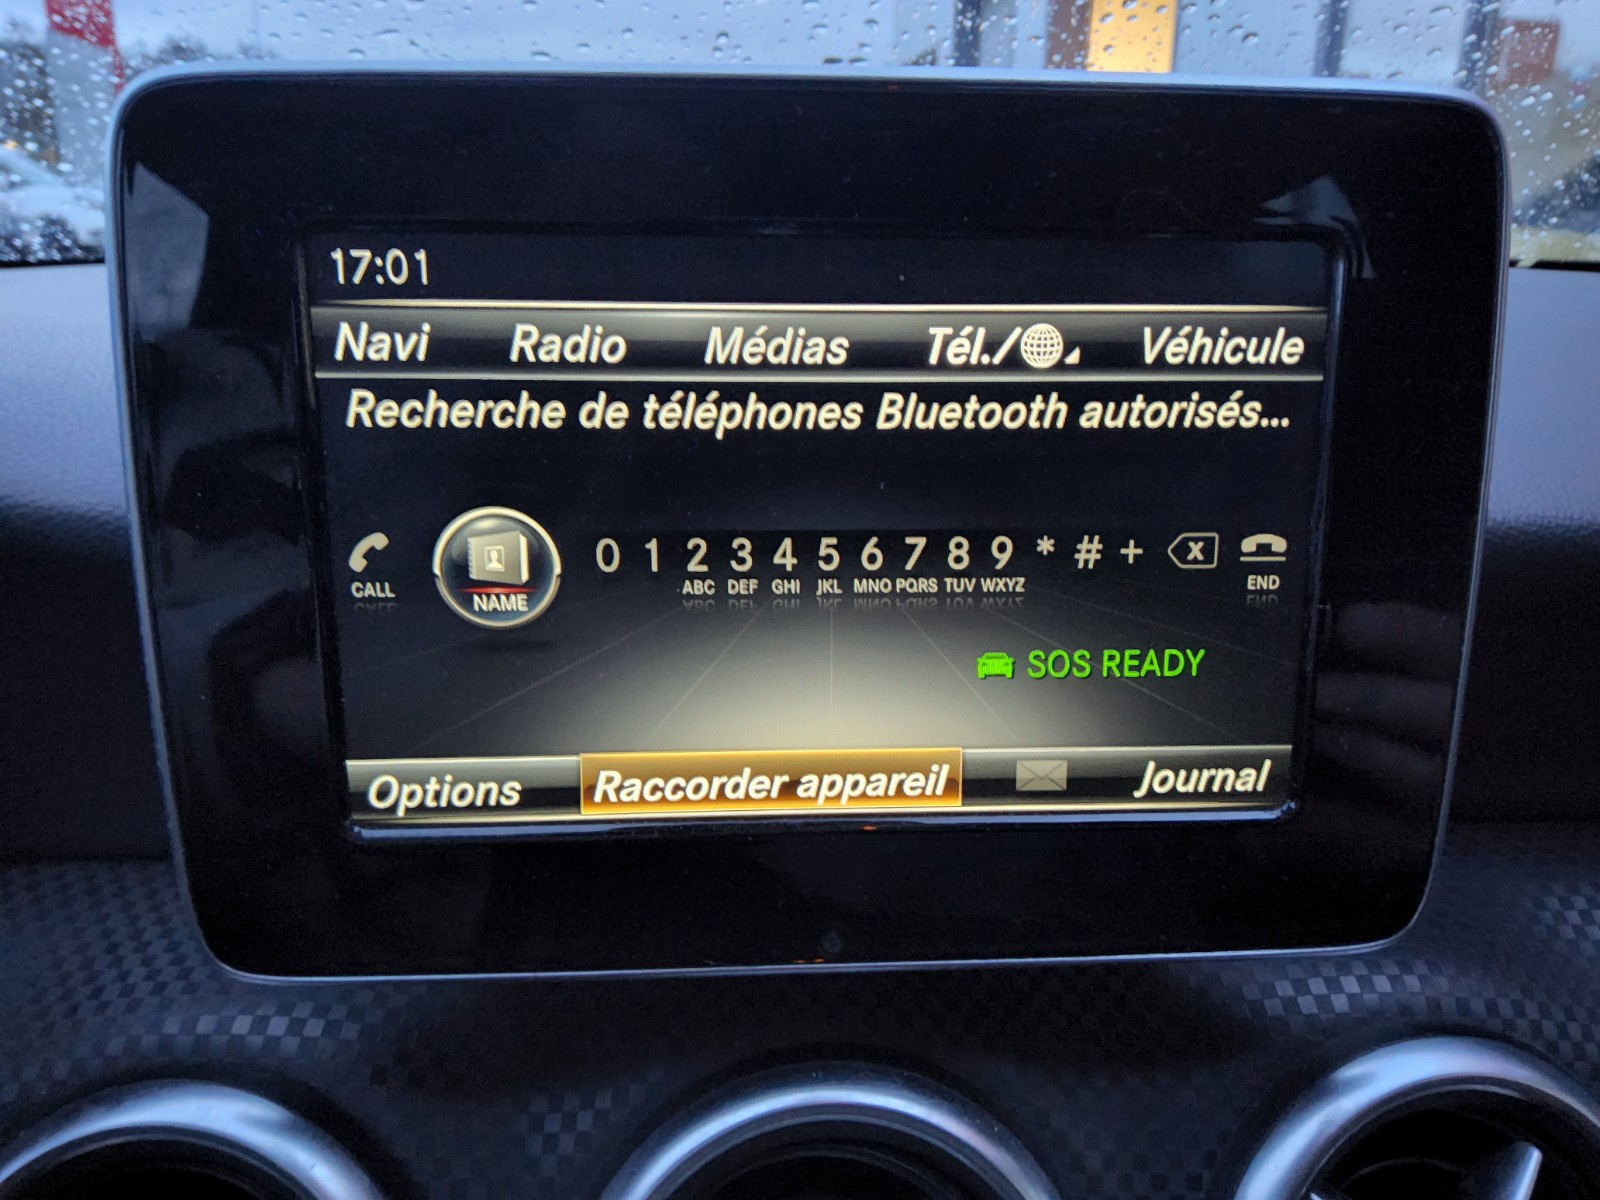 17:01
Navi Radio Médias Tél./ Véhicule
Recherche de téléphones Bluetooth autorisés...
0 1 2 3 4 5 6 7 8 9 * # + x
CALL NAME ABC DEF GHI JKL MNO PQRS TUV WXYZ END
SOS READY
Options Raccorder appareil Journal